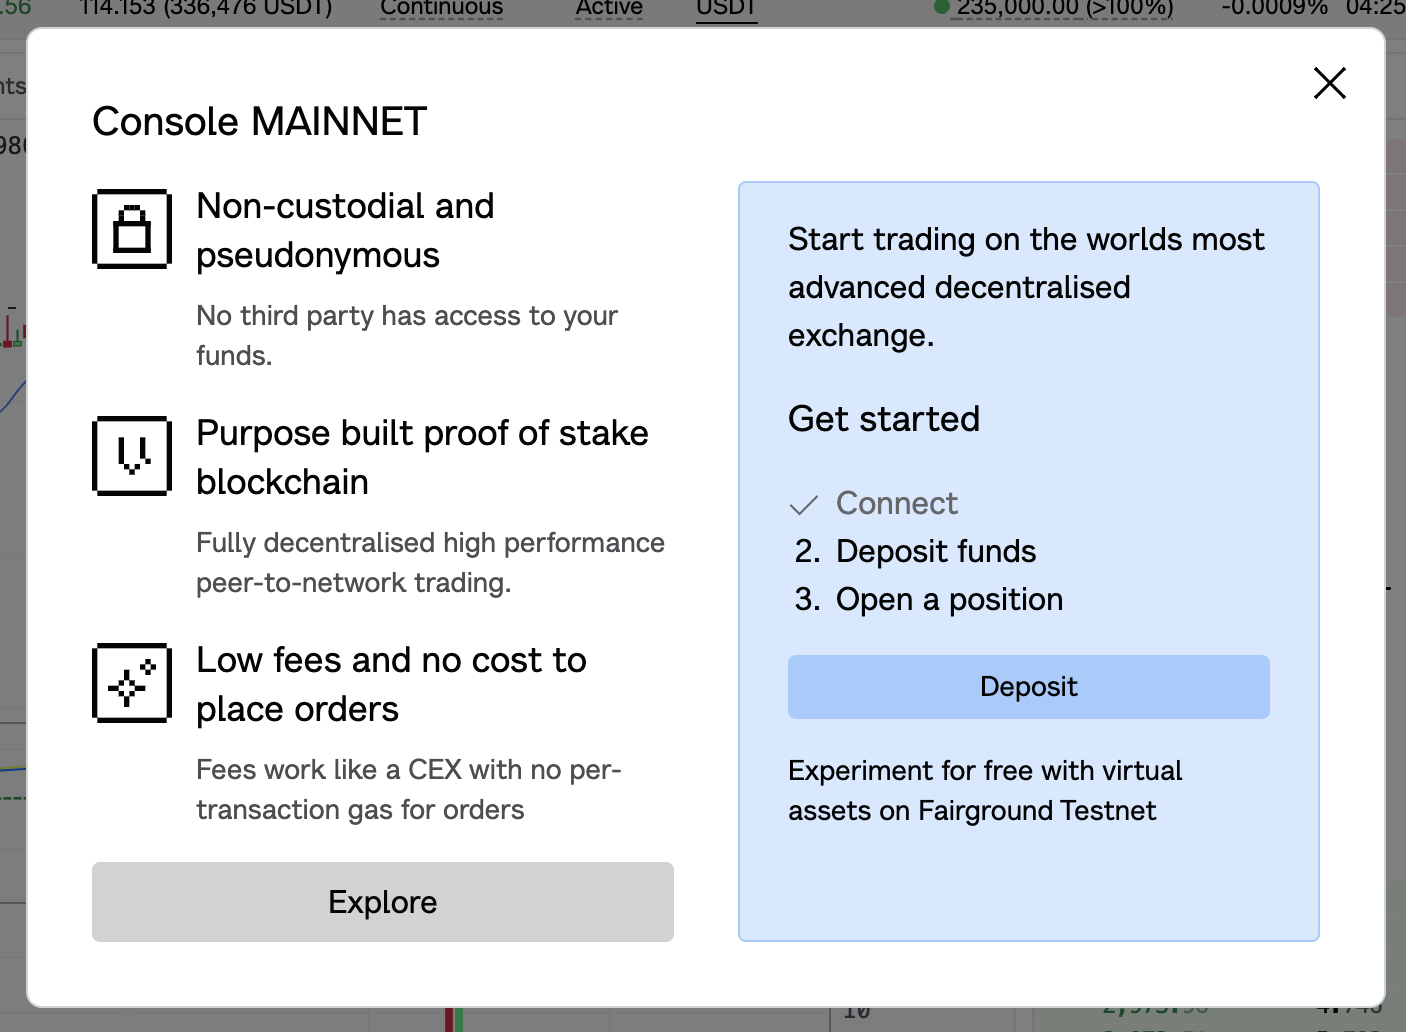 .56 114.153 (336,476 USDT) Continuous Active USDT 235,000.00 (>100%) -0.0009% 04:25
nts
980
Console MAINNET
Non-custodial and
pseudonymous
No third party has access to your
funds.
Purpose built proof of stake
blockchain
Fully decentralised high performance
peer-to-network trading.
Low fees and no cost to
place orders
Fees work like a CEX with no per-
transaction gas for orders
Explore
Start trading on the worlds most
advanced decentralised
exchange.
Get started
Connect
2. Deposit funds
3. Open a position
Deposit
Experiment for free with virtual
assets on Fairground Testnet
10